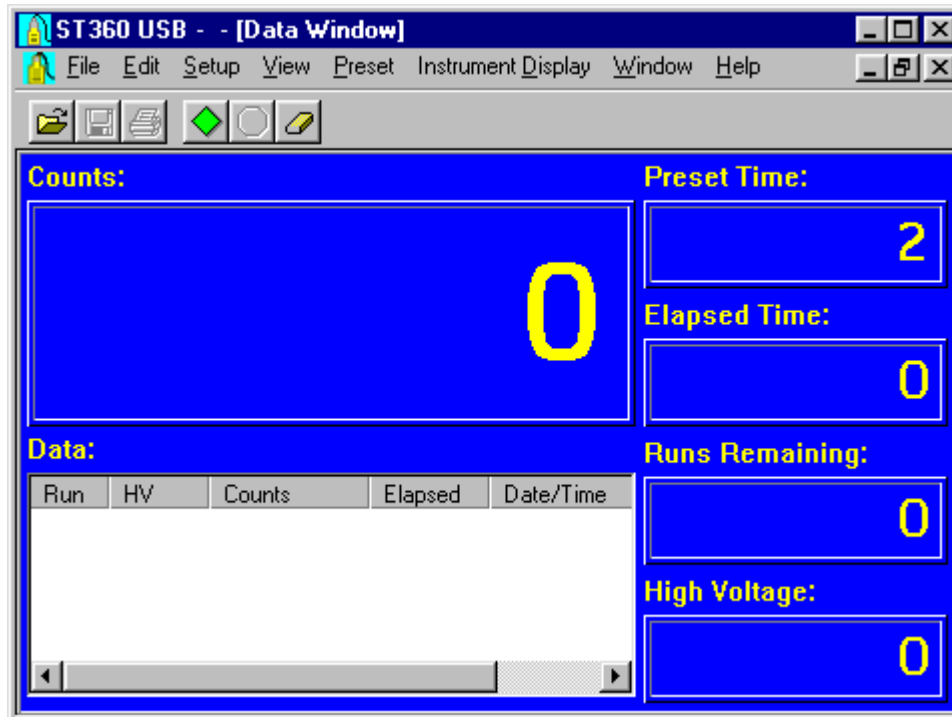 ST360 USB - - [Data Window]
File Edit Setup View Preset Instrument Display Window Help
Counts:
0
Preset Time:
2
Elapsed Time:
0
Data:
Run HV Counts Elapsed Date/Time
Runs Remaining:
0
High Voltage:
0